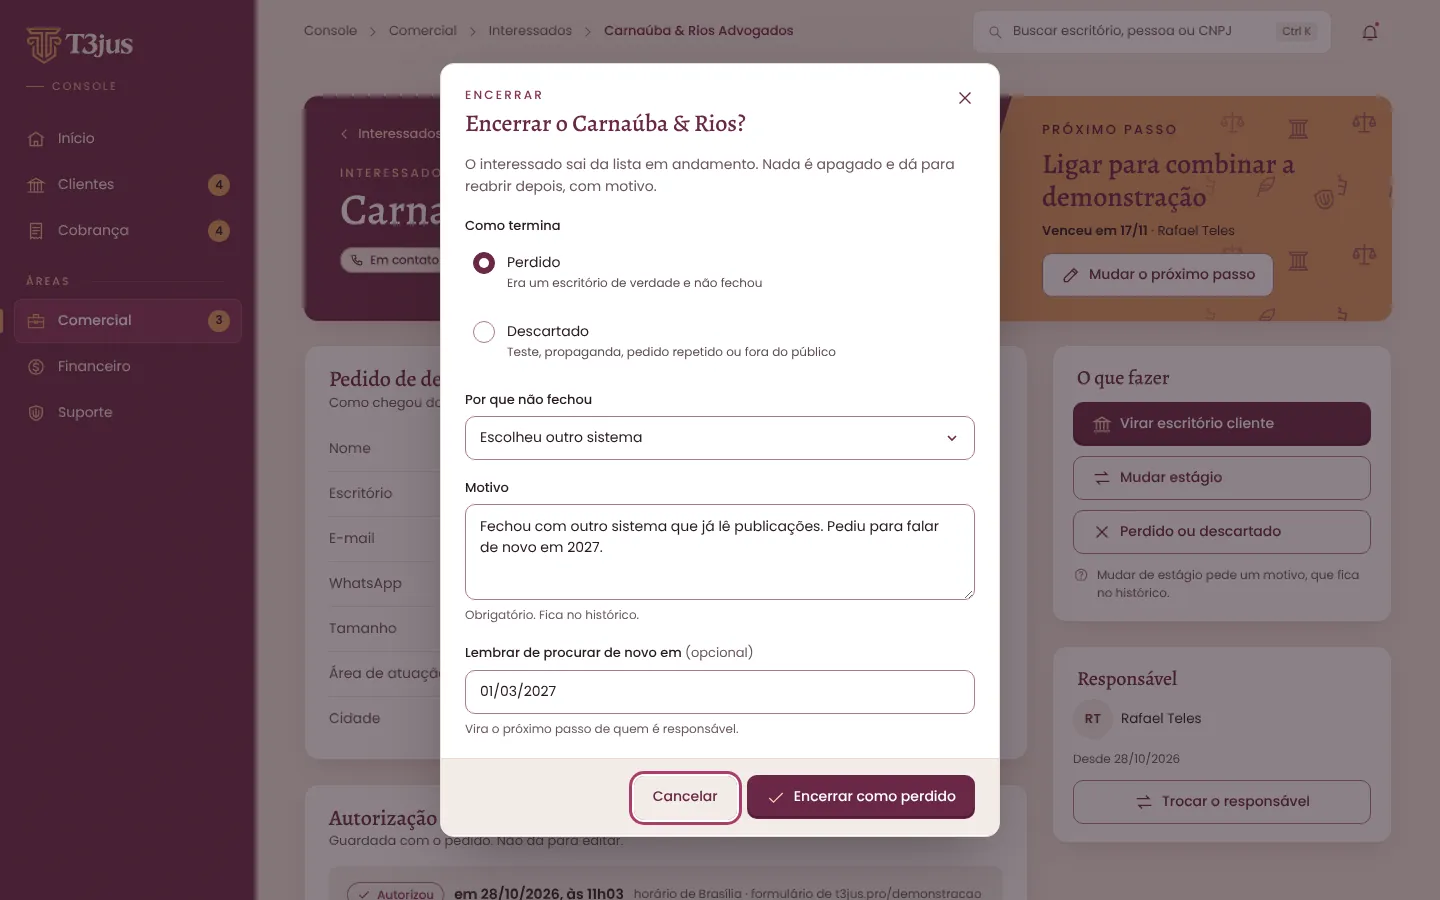 T3jus
CONSOLE
Início
Clientes 4
Cobrança 4
ÁREAS
Comercial 3
Financeiro
Suporte
Console > Comercial > Interessados > Carnaúba & Rios Advogados
Buscar escritório, pessoa ou CNPJ Ctrl K
Interessados
INTERESSADO
Carna
Em contato
PRÓXIMO PASSO
Ligar para combinar a
demonstração
Venceu em 17/11 · Rafael Teles
Mudar o próximo passo
ENCERRAR
Encerrar o Carnaúba & Rios?
O interessado sai da lista em andamento. Nada é apagado e dá para
reabrir depois, com motivo.
Como termina
Perdido
Era um escritório de verdade e não fechou
Descartado
Teste, propaganda, pedido repetido ou fora do público
Por que não fechou
Escolheu outro sistema
Motivo
Fechou com outro sistema que já lê publicações. Pediu para falar
de novo em 2027.
Obrigatório. Fica no histórico.
Lembrar de procurar de novo em (opcional)
01/03/2027
Vira o próximo passo de quem é responsável.
Cancelar
Encerrar como perdido
Pedido de de
Como chegou do
Nome
Escritório
E-mail
WhatsApp
Tamanho
Área de atuaçã
Cidade
Autorização
Guardada com o pedido. Não dá para editar.
Autorizou em 28/10/2026, às 11h03 horário de Brasília · formulário de t3jus.pro/demonstracao
O que fazer
Virar escritório cliente
Mudar estágio
Perdido ou descartado
Mudar de estágio pede um motivo, que fica
no histórico.
Responsável
RT Rafael Teles
Desde 28/10/2026
Trocar o responsável